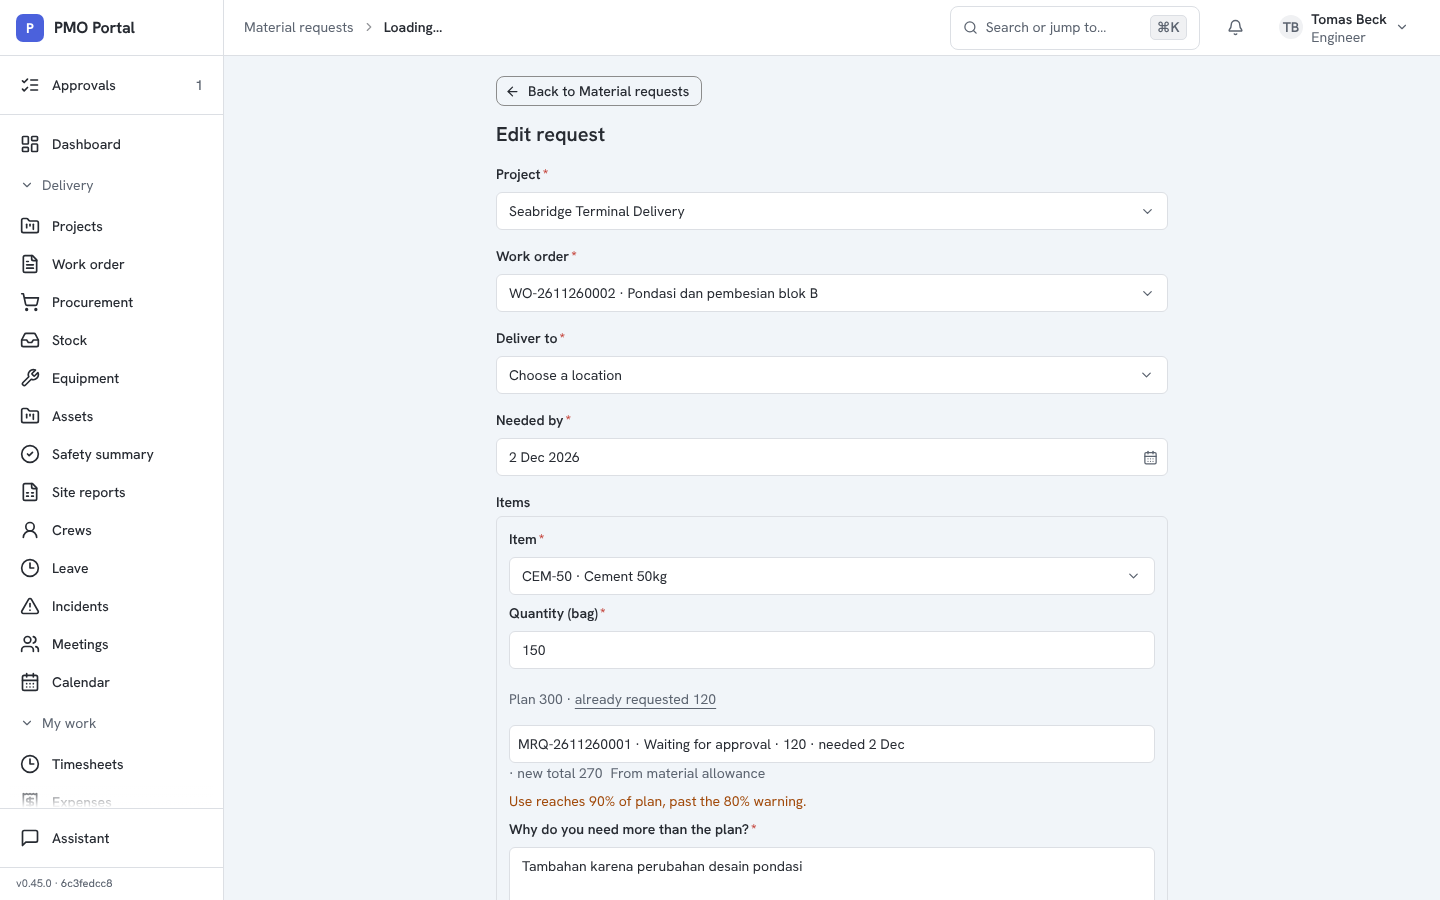 P PMO Portal
Material requests > Loading...
Search or jump to... ⌘K
TB Tomas Beck
Engineer
Approvals 1
Dashboard
Delivery
Projects
Work order
Procurement
Stock
Equipment
Assets
Safety summary
Site reports
Crews
Leave
Incidents
Meetings
Calendar
My work
Timesheets
Expenses
Assistant
v0.45.0 · 6c3fedcc8
Back to Material requests
Edit request
Project *
Seabridge Terminal Delivery
Work order *
WO-2611260002 · Pondasi dan pembesian blok B
Deliver to *
Choose a location
Needed by *
2 Dec 2026
Items
Item *
CEM-50 · Cement 50kg
Quantity (bag) *
150
Plan 300 · already requested 120
MRQ-2611260001 · Waiting for approval · 120 · needed 2 Dec
· new total 270 From material allowance
Use reaches 90% of plan, past the 80% warning.
Why do you need more than the plan? *
Tambahan karena perubahan desain pondasi